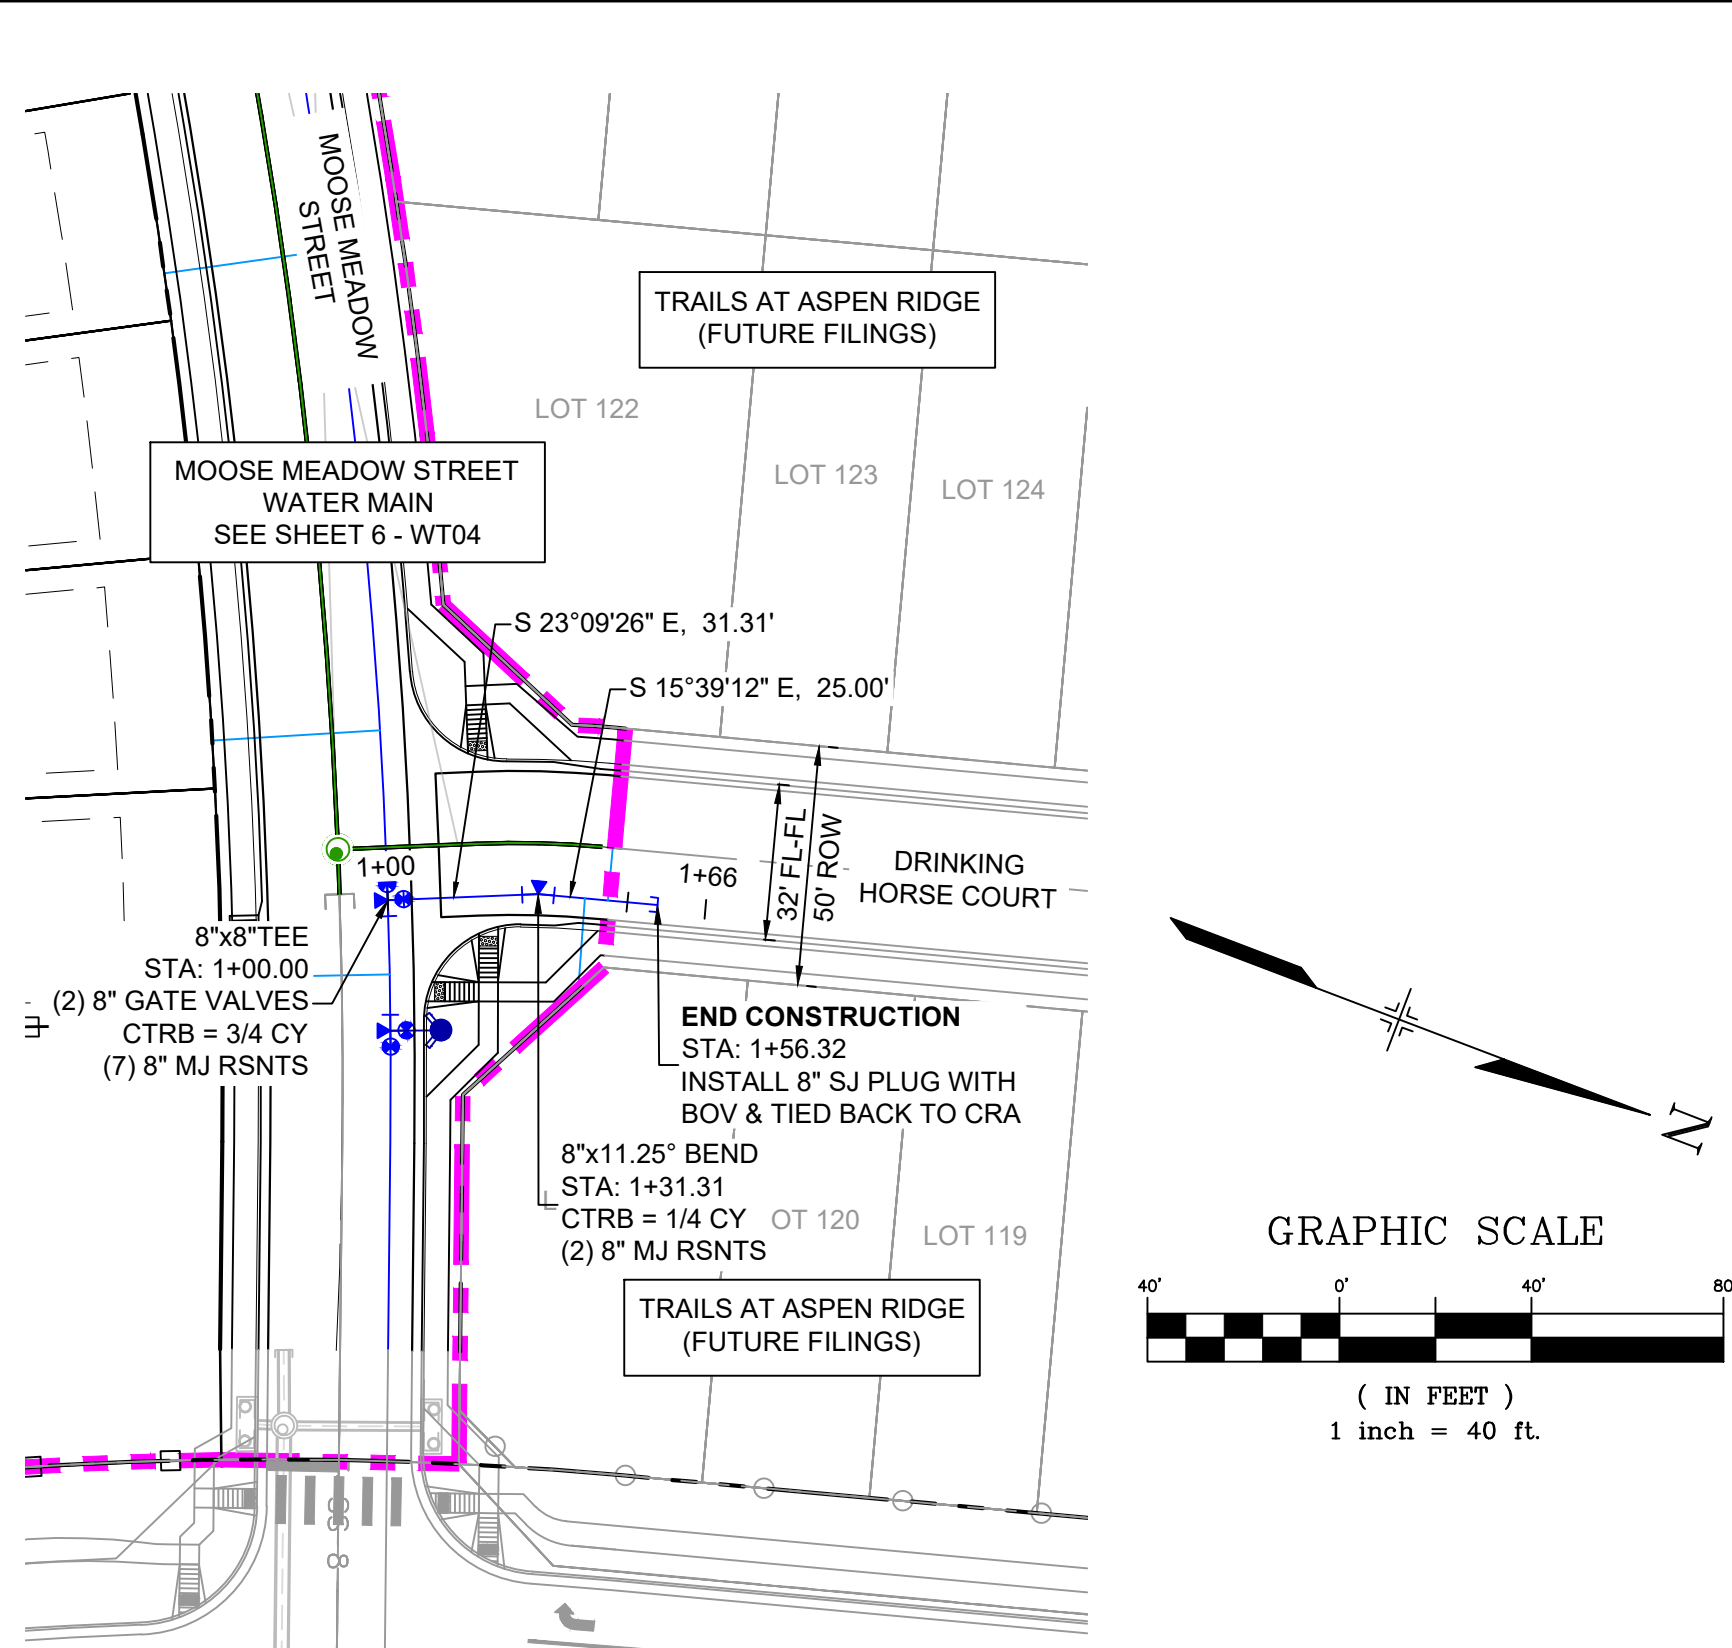 MOOSE MEADOW
STREET
TRAILS AT ASPEN RIDGE
(FUTURE FILINGS)
LOT 122
LOT 123
LOT 124
MOOSE MEADOW STREET
WATER MAIN
SEE SHEET 6 - WT04
S 23°09'26" E, 31.31'
S 15°39'12" E, 25.00'
1+00
1+66
32' FL-FL
50' ROW
DRINKING
HORSE COURT
8"x8"TEE
STA: 1+00.00
(2) 8" GATE VALVES
CTRB = 3/4 CY
(7) 8" MJ RSNTS
END CONSTRUCTION
STA: 1+56.32
INSTALL 8" SJ PLUG WITH
BOV & TIED BACK TO CRA
8"x11.25° BEND
STA: 1+31.31
CTRB = 1/4 CY
(2) 8" MJ RSNTS
LOT 120
LOT 119
TRAILS AT ASPEN RIDGE
(FUTURE FILINGS)
N
GRAPHIC SCALE
40' 0' 40' 80
( IN FEET )
1 inch = 40 ft.
8